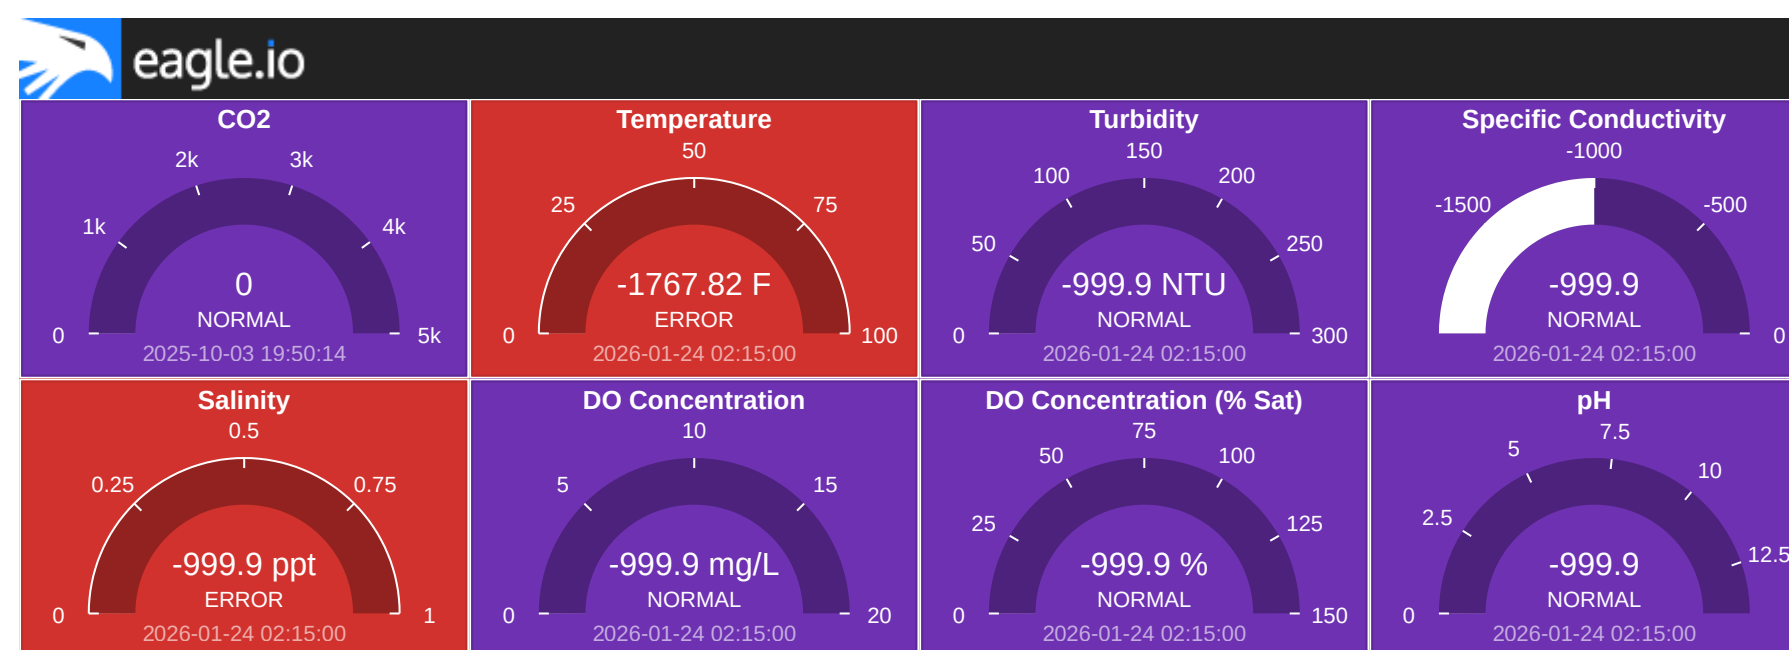 eagle.io
CO2
0
1k
2k
3k
4k
5k
0
NORMAL
2025-10-03 19:50:14
Temperature
0
25
50
75
100
-1767.82 F
ERROR
2026-01-24 02:15:00
Turbidity
0
50
100
150
200
250
300
-999.9 NTU
NORMAL
2026-01-24 02:15:00
Specific Conductivity
-1500
-1000
-500
0
-999.9
NORMAL
2026-01-24 02:15:00
Salinity
0
0.25
0.5
0.75
1
-999.9 ppt
ERROR
2026-01-24 02:15:00
DO Concentration
0
5
10
15
20
-999.9 mg/L
NORMAL
2026-01-24 02:15:00
DO Concentration (% Sat)
0
25
50
75
100
125
150
-999.9 %
NORMAL
2026-01-24 02:15:00
pH
0
2.5
5
7.5
10
12.5
-999.9
NORMAL
2026-01-24 02:15:00